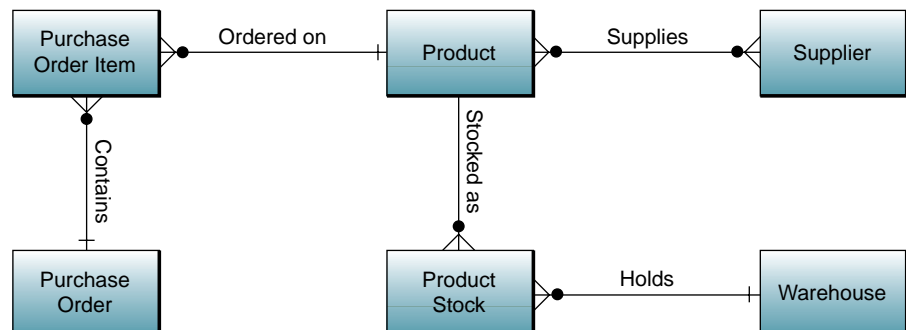 Purchase
Order Item
Ordered on
Product
Supplies
Supplier
Contains
Stocked as
Purchase
Order
Product
Stock
Holds
Warehouse